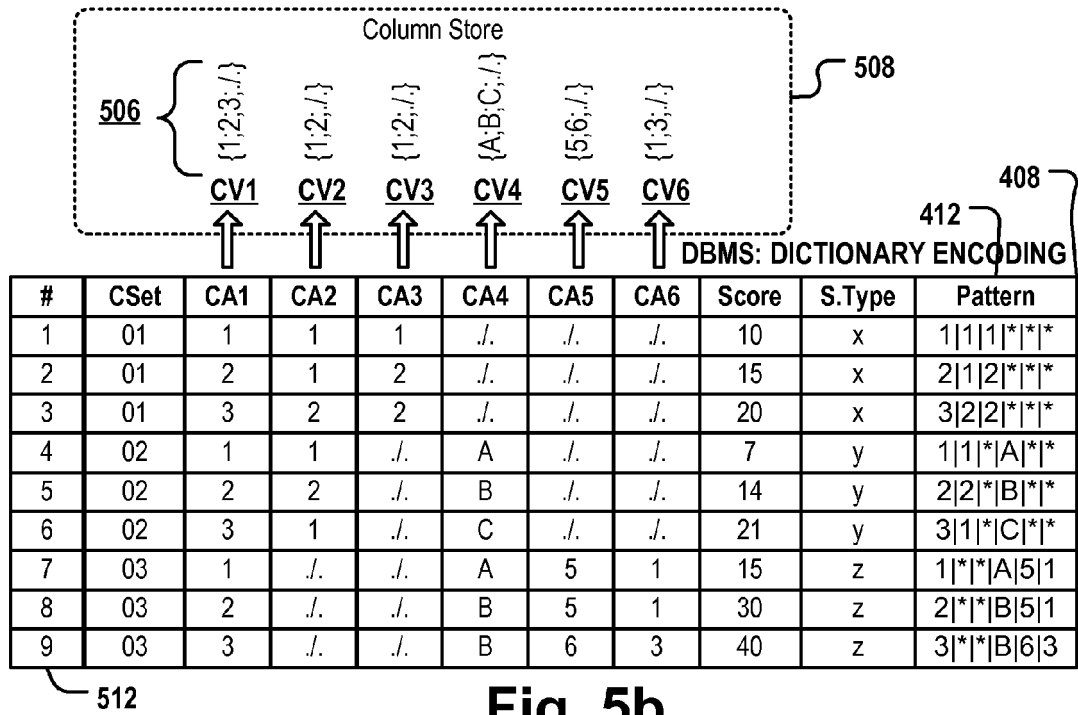 Column Store
508
506
{1;2;3;./.}
{1;2;./.}
{1;2;./.}
{A;B;C;./.}
{5;6;./.}
{1;3;./.}
CV1 CV2 CV3 CV4 CV5 CV6
408
412
DBMS: DICTIONARY ENCODING
# CSet CA1 CA2 CA3 CA4 CA5 CA6 Score S.Type Pattern
1 01 1 1 1 ./. ./. ./. 10 x 1|1|1|*|*|*
2 01 2 1 2 ./. ./. ./. 15 x 2|1|2|*|*|*
3 01 3 2 2 ./. ./. ./. 20 x 3|2|2|*|*|*
4 02 1 1 ./. A ./. ./. 7 y 1|1|*|A|*|*
5 02 2 2 ./. B ./. ./. 14 y 2|2|*|B|*|*
6 02 3 1 ./. C ./. ./. 21 y 3|1|*|C|*|*
7 03 1 ./. ./. A 5 1 15 z 1|*|*|A|5|1
8 03 2 ./. ./. B 5 1 30 z 2|*|*|B|5|1
9 03 3 ./. ./. B 6 3 40 z 3|*|*|B|6|3
512
Fig. 5b